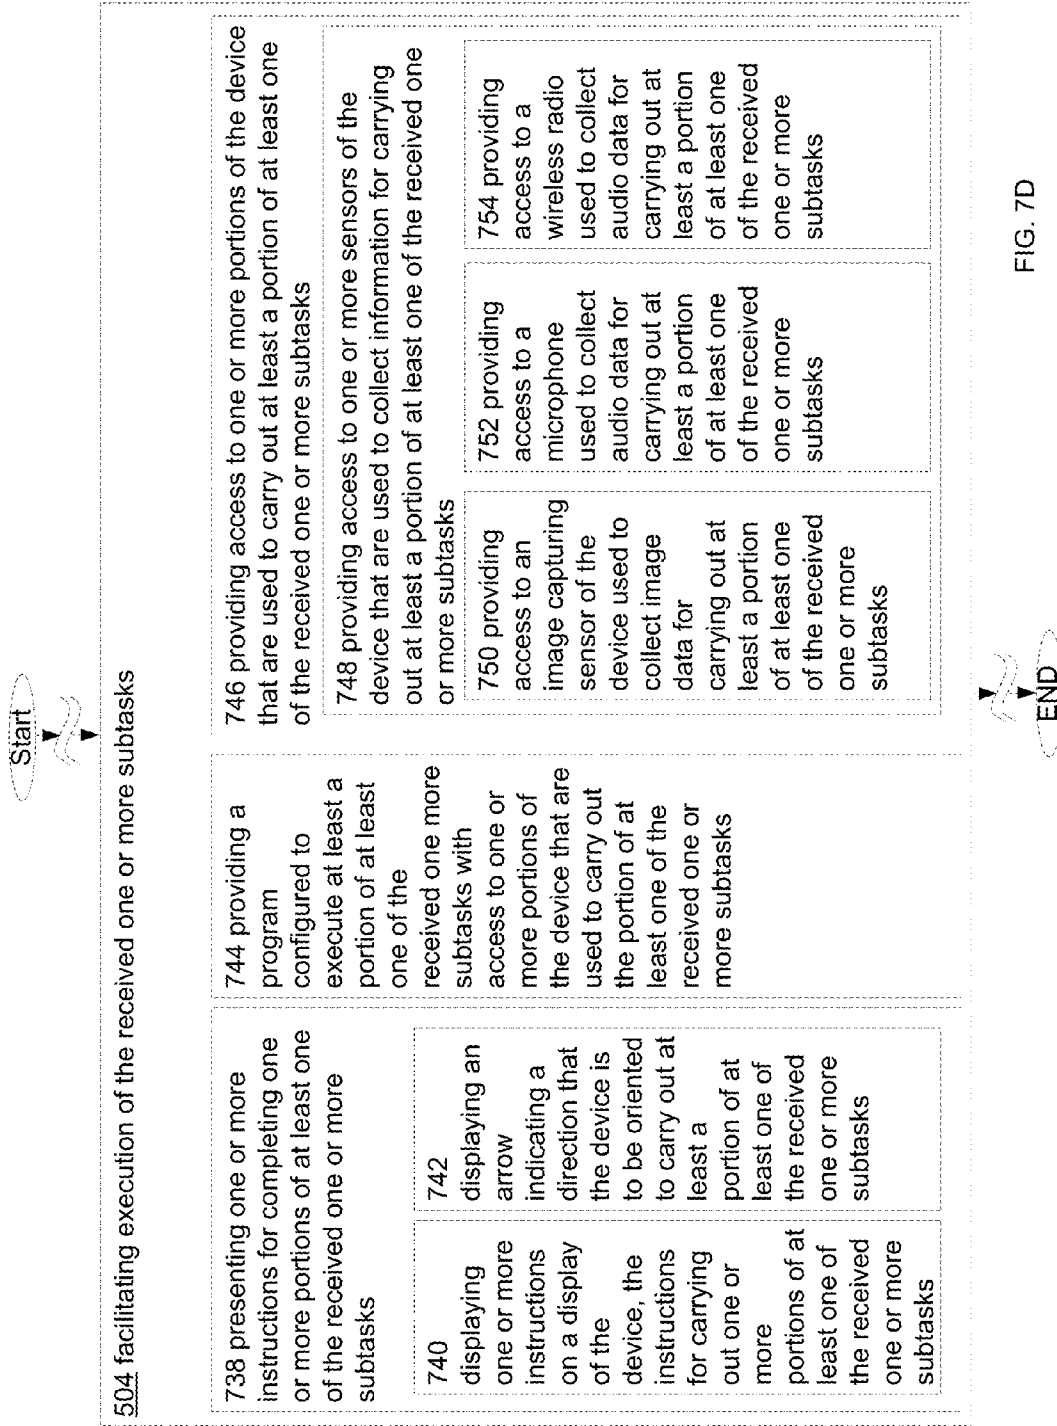 Start
504 facilitating execution of the received one or more subtasks
738 presenting one or more
instructions for completing one
or more portions of at least one
of the received one or more
subtasks
740
displaying
one or more
instructions
on a display
of the
device, the
instructions
for carrying
out one or
more
portions of at
least one of
the received
one or more
subtasks
742
displaying an
arrow
indicating a
direction that
the device is
to be oriented
to carry out at
least a
portion of at
least one of
the received
one or more
subtasks
744 providing a
program
configured to
execute at least a
portion of at least
one of the
received one more
subtasks with
access to one or
more portions of
the device that are
used to carry out
the portion of at
least one of the
received one or
more subtasks
746 providing access to one or more portions of the device
that are used to carry out at least a portion of at least one
of the received one or more subtasks
748 providing access to one or more sensors of the
device that are used to collect information for carrying
out at least a portion of at least one of the received one
or more subtasks
750 providing
access to an
image capturing
sensor of the
device used to
collect image
data for
carrying out at
least a portion
of at least one
of the received
one or more
subtasks
752 providing
access to a
microphone
used to collect
audio data for
carrying out at
least a portion
of at least one
of the received
one or more
subtasks
754 providing
access to a
wireless radio
used to collect
audio data for
carrying out at
least a portion
of at least one
of the received
one or more
subtasks
END
FIG. 7D